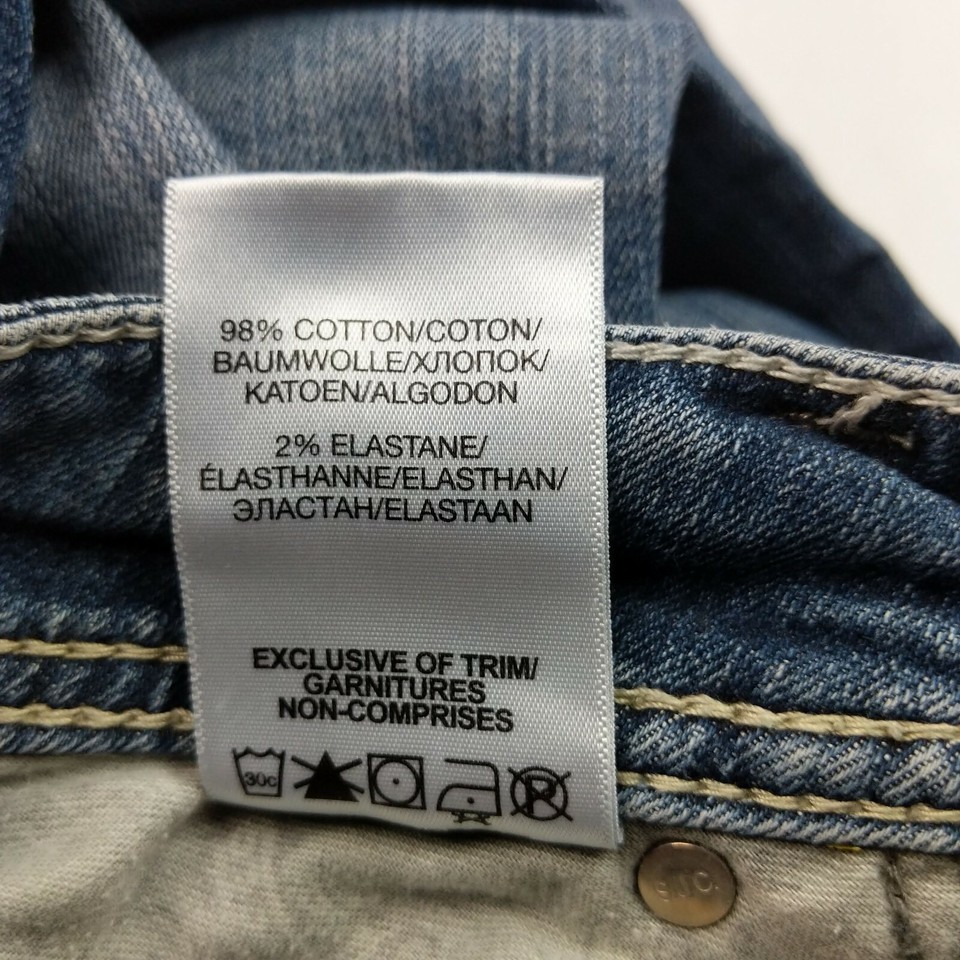 98% COTTON/COTON/
BAUMWOLLE/ХЛОПОК/
KATOEN/ALGODON
2% ELASTANE/
ÉLASTHANNE/ELASTHAN/
ЭЛАСТАН/ELASTAAN
EXCLUSIVE OF TRIM/
GARNITURES
NON-COMPRISES
30c
P